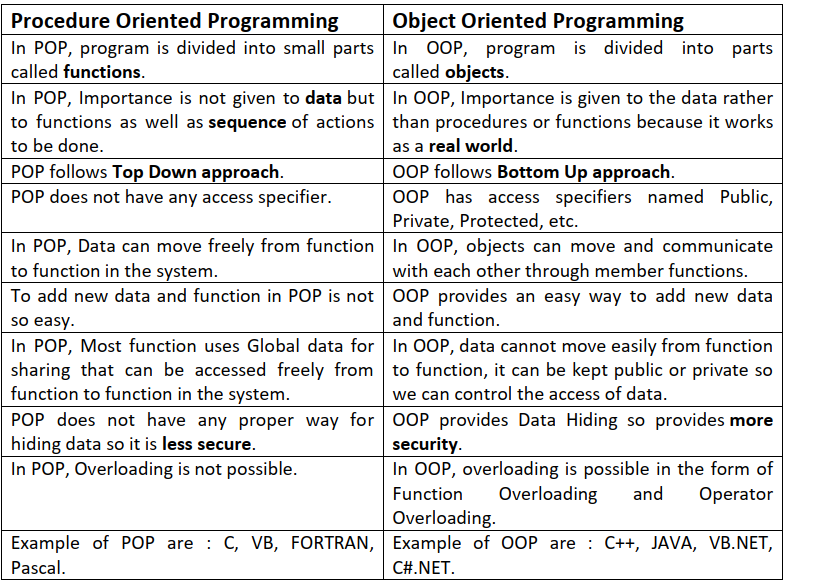 Procedure Oriented Programming
Object Oriented Programming
In POP, program is divided into small parts
called functions.
In OOP, program is divided into parts
called objects.
In POP, Importance is not given to data but
to functions as well as sequence of actions
to be done.
In OOP, Importance is given to the data rather
than procedures or functions because it works
as a real world.
POP follows Top Down approach.
OOP follows Bottom Up approach.
POP does not have any access specifier.
OOP has access specifiers named Public,
Private, Protected, etc.
In POP, Data can move freely from function
to function in the system.
In OOP, objects can move and communicate
with each other through member functions.
To add new data and function in POP is not
so easy.
OOP provides an easy way to add new data
and function.
In POP, Most function uses Global data for
sharing that can be accessed freely from
function to function in the system.
In OOP, data cannot move easily from function
to function, it can be kept public or private so
we can control the access of data.
POP does not have any proper way for
hiding data so it is less secure.
OOP provides Data Hiding so provides more
security.
In POP, Overloading is not possible.
In OOP, overloading is possible in the form of
Function Overloading and Operator
Overloading.
Example of POP are : C, VB, FORTRAN,
Pascal.
Example of OOP are : C++, JAVA, VB.NET,
C#.NET.